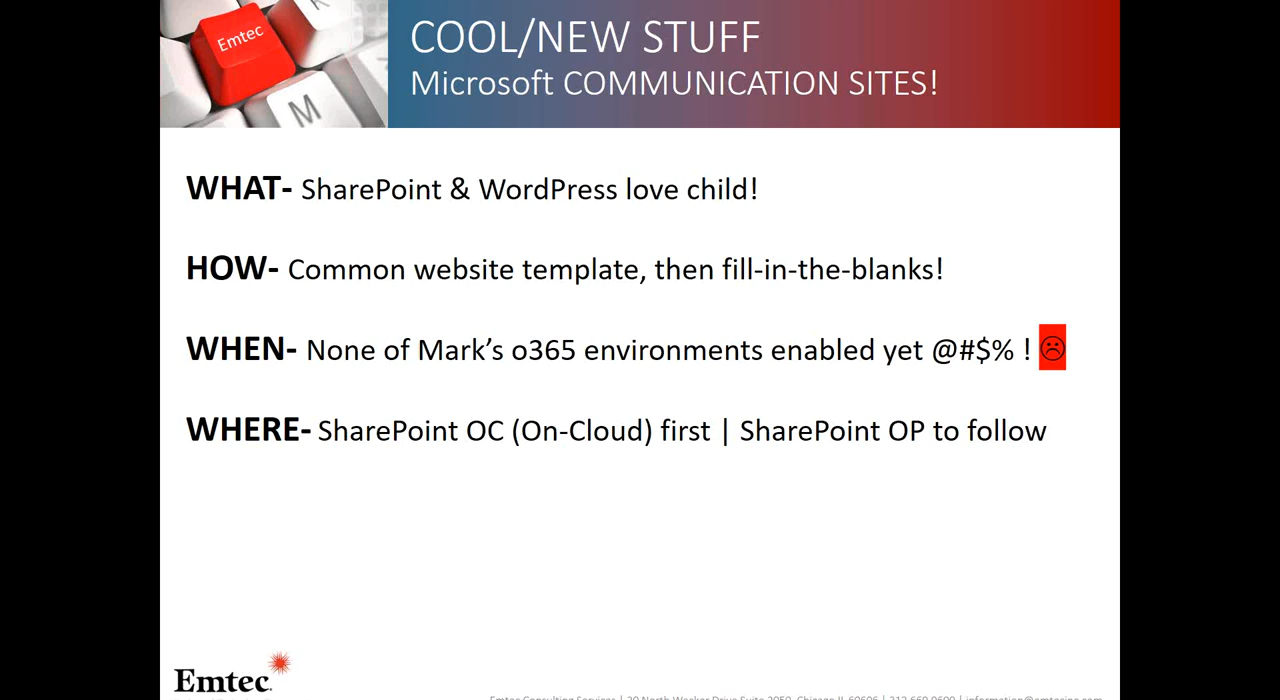 Emtec
K
M
COOL/NEW STUFF
Microsoft COMMUNICATION SITES!
WHAT- SharePoint & WordPress love child!
HOW- Common website template, then fill-in-the-blanks!
WHEN- None of Mark’s o365 environments enabled yet @#$% ! ☹
WHERE- SharePoint OC (On-Cloud) first | SharePoint OP to follow
Emtec